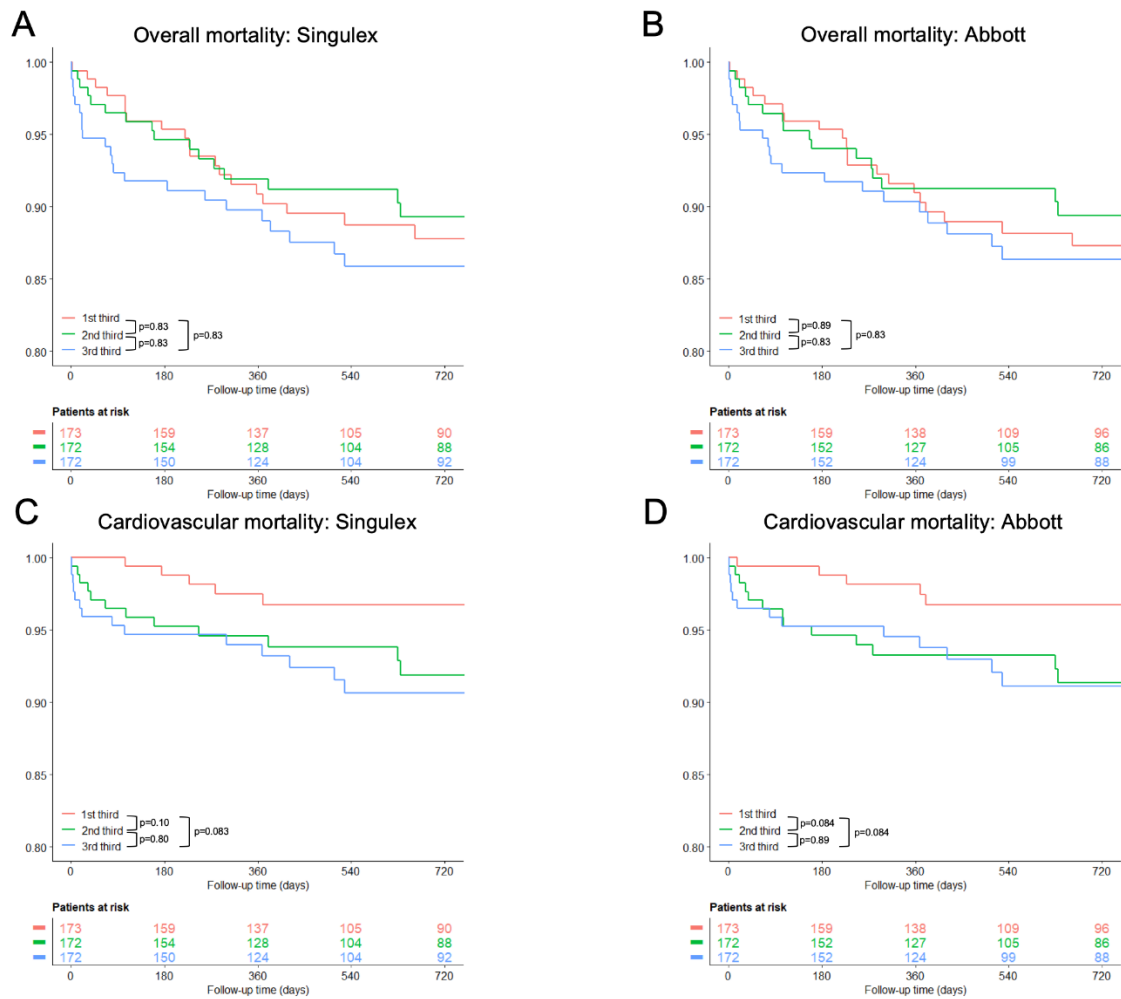 A
Overall mortality: Singulex
1.00
0.95
0.90
0.85
0.80
1st third
2nd third
3rd third
p=0.83
p=0.83
p=0.83
0 180 360 540 720
Follow-up time (days)
Patients at risk
173 159 137 105 90
172 154 128 104 88
172 150 124 104 92
0 180 360 540 720
Follow-up time (days)
B
Overall mortality: Abbott
1.00
0.95
0.90
0.85
0.80
1st third
2nd third
3rd third
p=0.89
p=0.83
p=0.83
0 180 360 540 720
Follow-up time (days)
Patients at risk
173 159 138 109 96
172 152 127 105 86
172 152 124 99 88
0 180 360 540 720
Follow-up time (days)
C
Cardiovascular mortality: Singulex
1.00
0.95
0.90
0.85
0.80
1st third
2nd third
3rd third
p=0.10
p=0.80
p=0.083
0 180 360 540 720
Follow-up time (days)
Patients at risk
173 159 137 105 90
172 154 128 104 88
172 150 124 104 92
0 180 360 540 720
Follow-up time (days)
D
Cardiovascular mortality: Abbott
1.00
0.95
0.90
0.85
0.80
1st third
2nd third
3rd third
p=0.084
p=0.89
p=0.084
0 180 360 540 720
Follow-up time (days)
Patients at risk
173 159 138 109 96
172 152 127 105 86
172 152 124 99 88
0 180 360 540 720
Follow-up time (days)